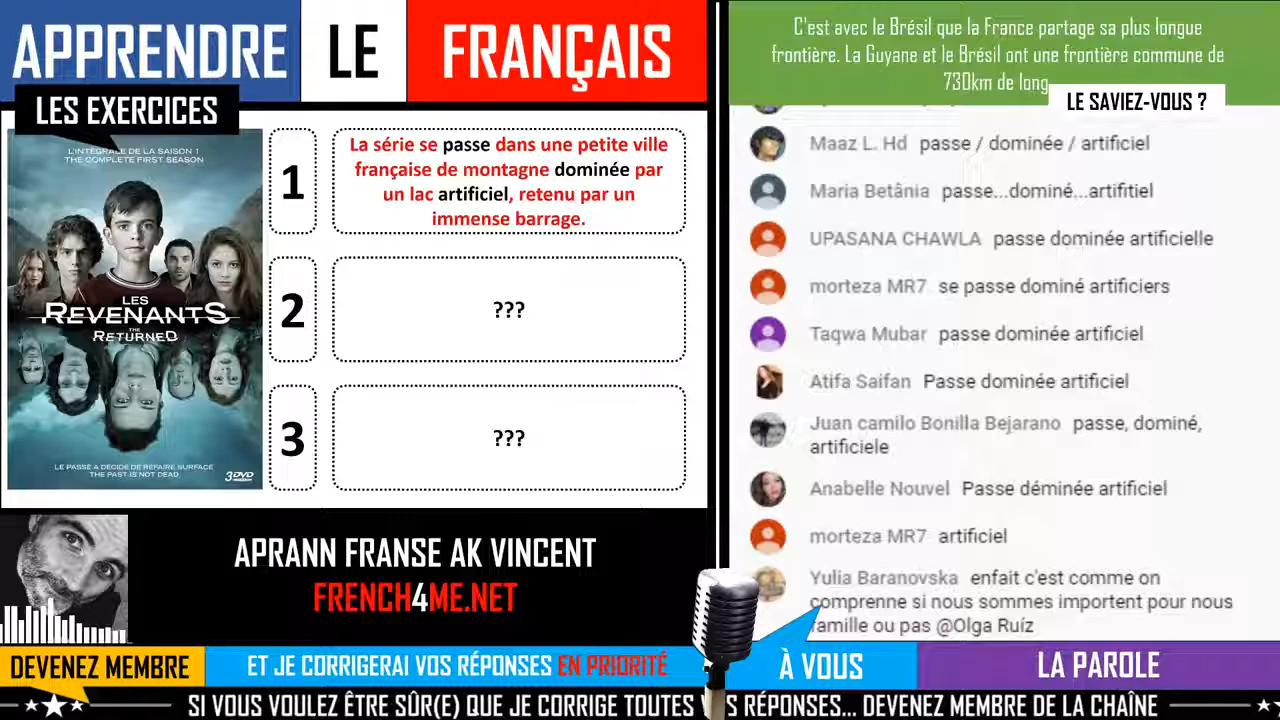 APPRENDRE LE FRANÇAIS
LES EXERCICES
L'INTÉGRALE DE LA SAISON 1
THE COMPLETE FIRST SEASON
LES
REVENANTS
THE
RETURNED
LE PASSÉ A DÉCIDÉ DE REFAIRE SURFACE
THE PAST IS NOT DEAD
3 DVD
1
La série se passe dans une petite ville
française de montagne dominée par
un lac artificiel, retenu par un
immense barrage.
2
???
3
???
APRANN FRANSE AK VINCENT
FRENCH4ME.NET
C'est avec le Brésil que la France partage sa plus longue
frontière. La Guyane et le Brésil ont une frontière commune de
730km de long
LE SAVIEZ-VOUS ?
Maaz L. Hd passe / dominée / artificiel
Maria Betânia passe...dominé...artifitiel
UPASANA CHAWLA passe dominée artificielle
morteza MR7 se passe dominé artificiers
Taqwa Mubar passe dominée artificiel
Atifa Saifan Passe dominée artificiel
Juan camilo Bonilla Bejarano passe, dominé,
artificiele
Anabelle Nouvel Passe déminée artificiel
morteza MR7 artificiel
Yulia Baranovska enfait c'est comme on
comprenne si nous sommes importent pour nous
famille ou pas @Olga Ruíz
DEVENEZ MEMBRE
ET JE CORRIGERAI VOS RÉPONSES EN PRIORITÉ
À VOUS
LA PAROLE
SI VOUS VOULEZ ÊTRE SÛR(E) QUE JE CORRIGE TOUTES S RÉPONSES... DEVENEZ MEMBRE DE LA CHAÎNE